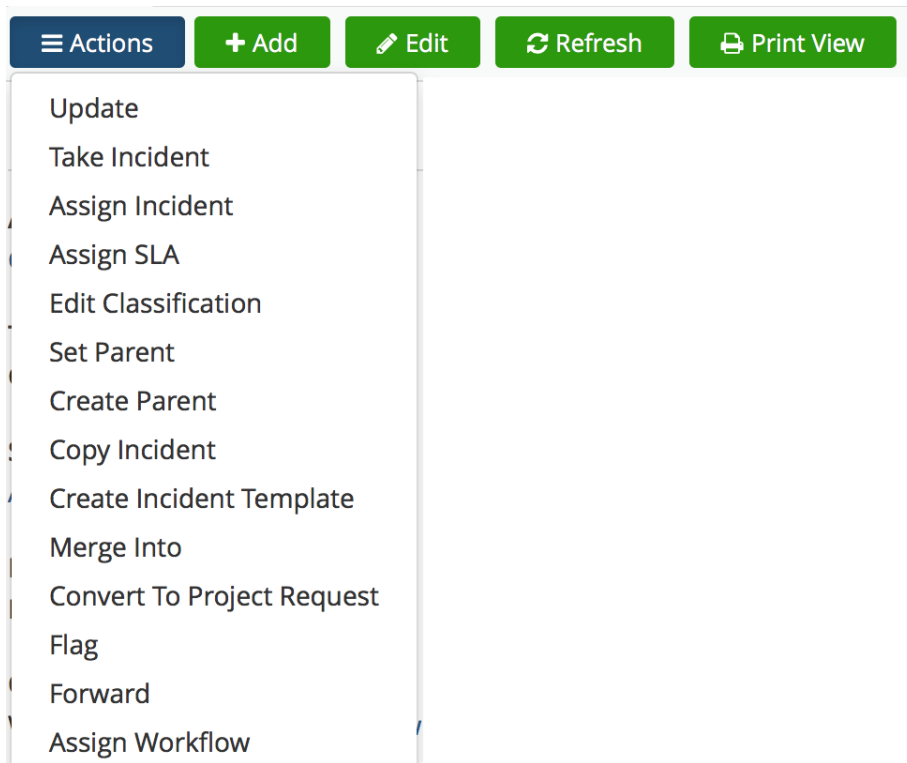 Actions Add Edit Refresh Print View
Update
Take Incident
Assign Incident
Assign SLA
Edit Classification
Set Parent
Create Parent
Copy Incident
Create Incident Template
Merge Into
Convert To Project Request
Flag
Forward
Assign Workflow